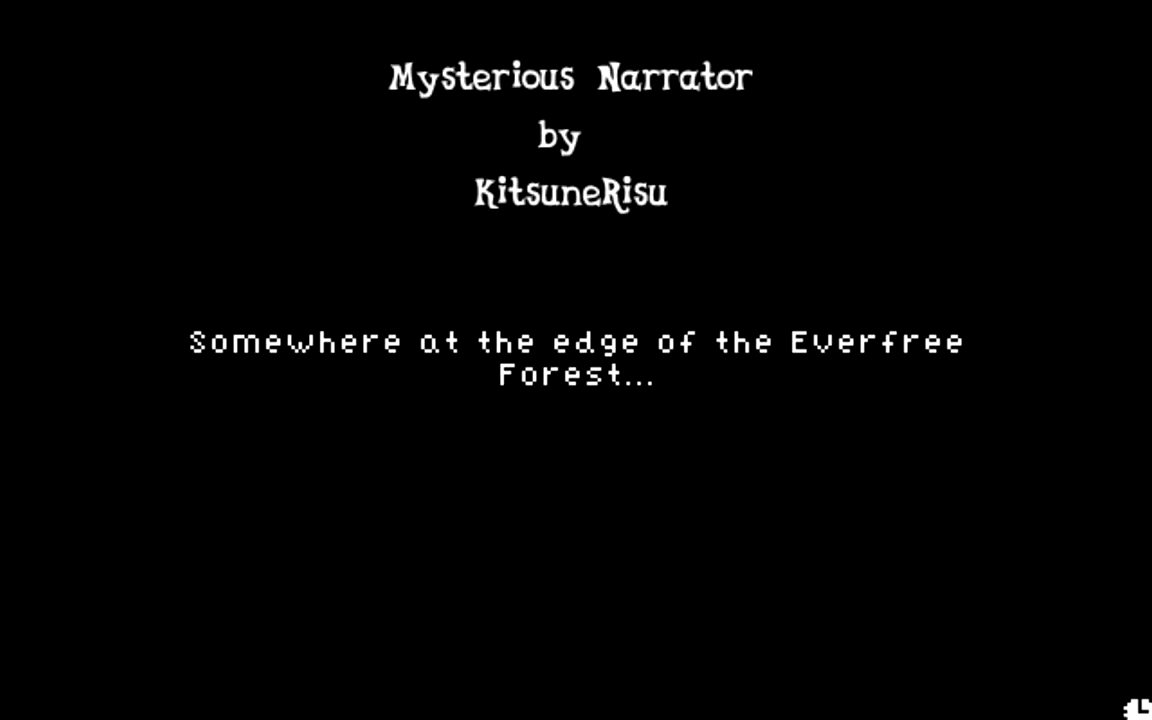 Mysterious Narrator
by
KitsuneRisu
Somewhere at the edge of the Everfree
Forest...